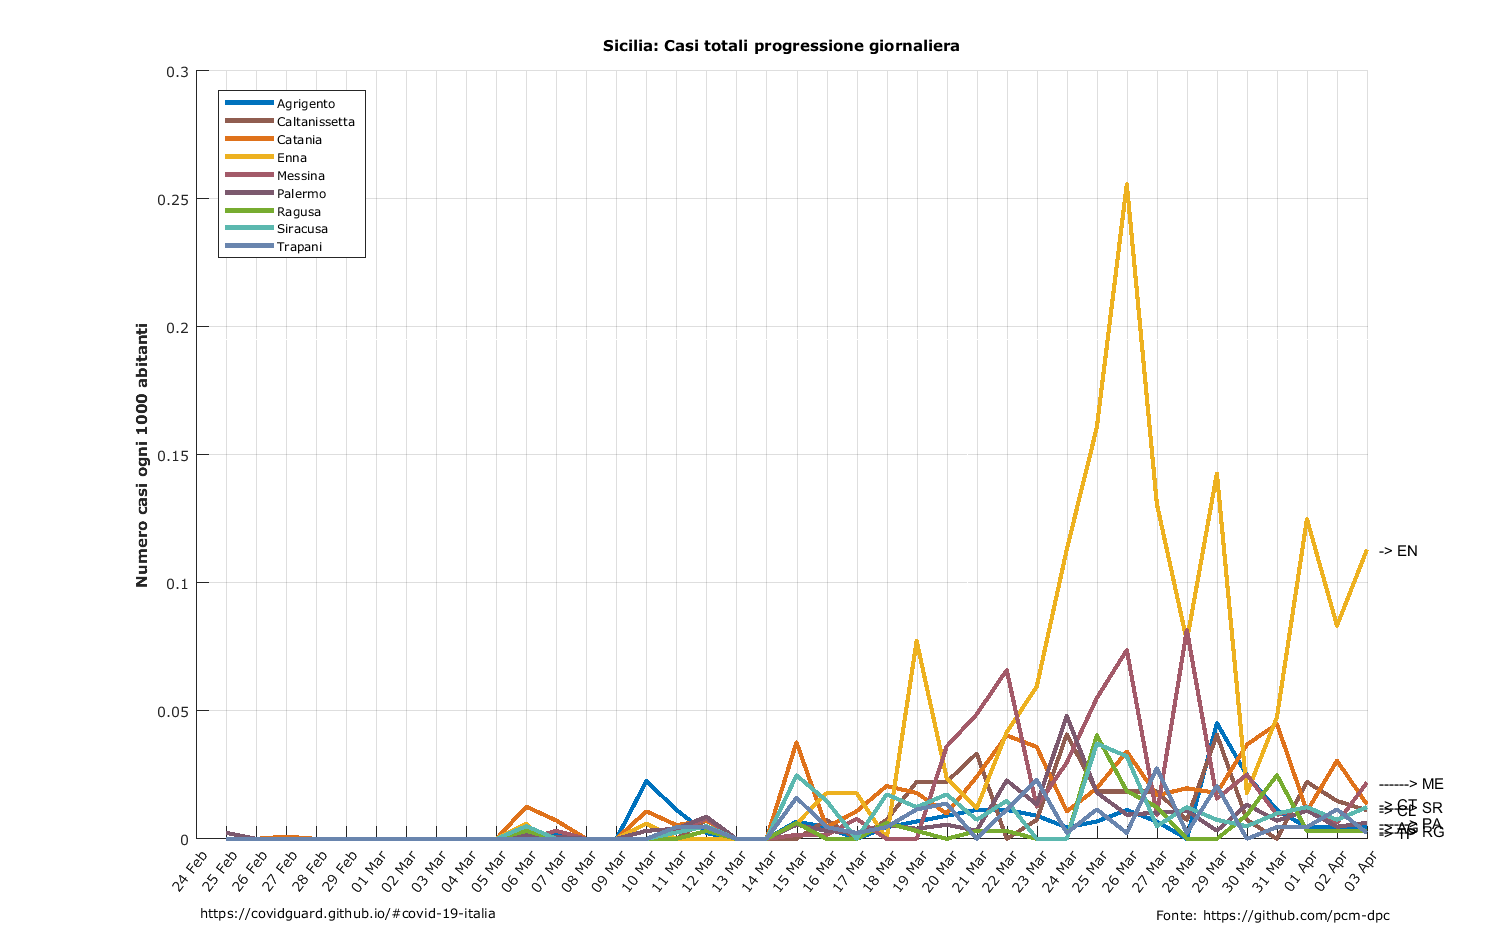 Sicilia: Casi totali progressione giornaliera
Numero casi ogni 1000 abitanti
0.3
0.25
0.2
0.15
0.1
0.05
0
Agrigento
Caltanissetta
Catania
Enna
Messina
Palermo
Ragusa
Siracusa
Trapani
-> EN
------> ME
-> CT
SR
-> CL
PA
-> AG
RG
-> TP
24 Feb
25 Feb
26 Feb
27 Feb
28 Feb
29 Feb
01 Mar
02 Mar
03 Mar
04 Mar
05 Mar
06 Mar
07 Mar
08 Mar
09 Mar
10 Mar
11 Mar
12 Mar
13 Mar
14 Mar
15 Mar
16 Mar
17 Mar
18 Mar
19 Mar
20 Mar
21 Mar
22 Mar
23 Mar
24 Mar
25 Mar
26 Mar
27 Mar
28 Mar
29 Mar
30 Mar
31 Mar
01 Apr
02 Apr
03 Apr
https://covidguard.github.io/#covid-19-italia
Fonte: https://github.com/pcm-dpc